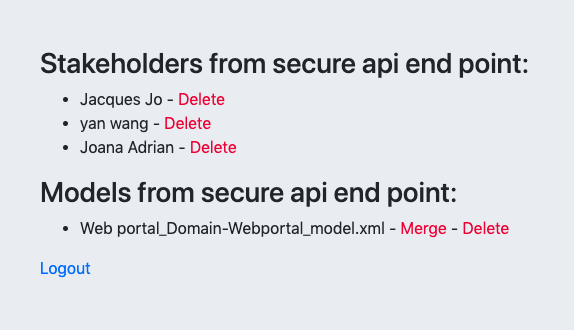 Stakeholders from secure api end point:
• Jacques Jo - Delete
• yan wang - Delete
• Joana Adrian - Delete
Models from secure api end point:
• Web portal_Domain-Webportal_model.xml - Merge - Delete
Logout